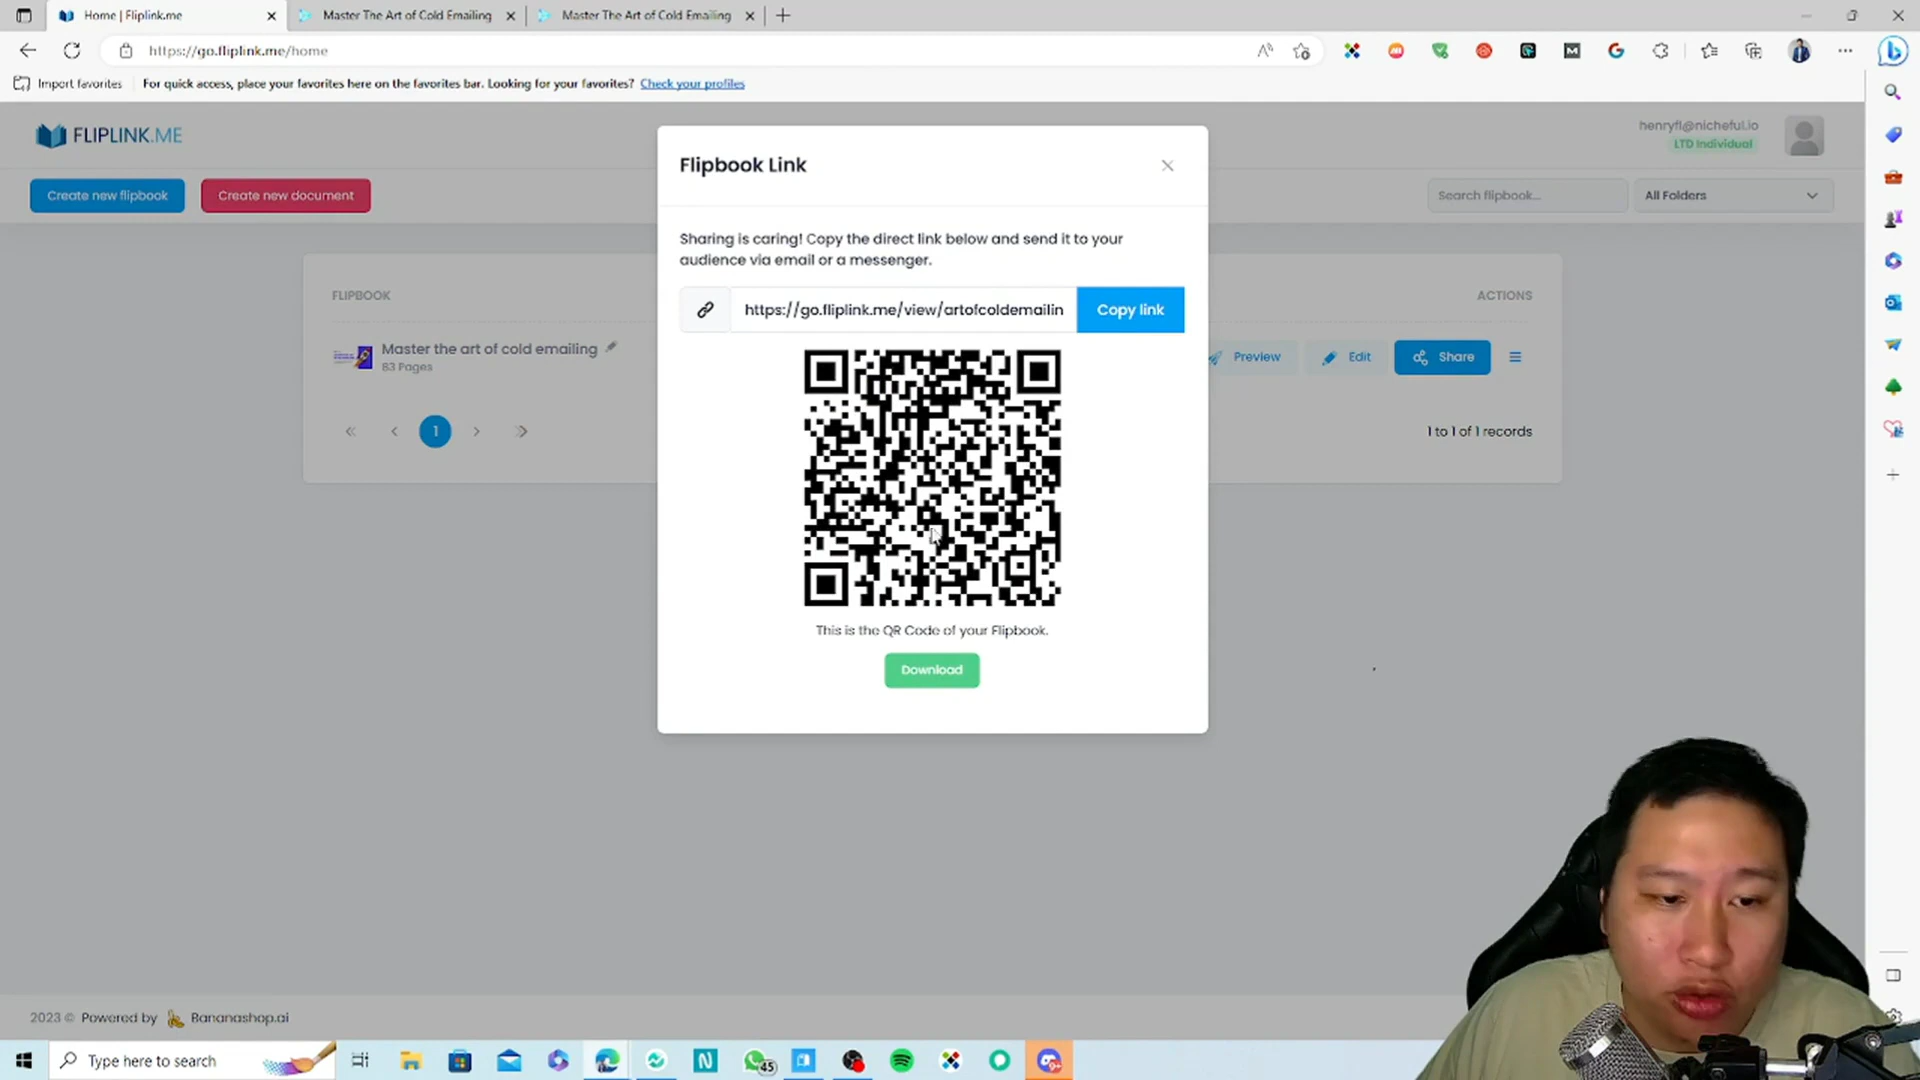 Home | Fliplink.me
Master The Art of Cold Emailing
Master The Art of Cold Emailing
https://go.fliplink.me/home
Import favorites
For quick access, place your favorites here on the favorites bar. Looking for your favorites? Check your profiles
FLIPLINK.ME
henryfl@nicheful.io
LTD Individual
Create new flipbook
Create new document
Search flipbook...
All Folders
Flipbook Link
Sharing is caring! Copy the direct link below and send it to your
audience via email or a messenger.
https://go.fliplink.me/view/artofcoldemailin
Copy link
FLIPBOOK
ACTIONS
Master the art of cold emailing
83 Pages
Preview
Edit
Share
1
1 to 1 of 1 records
This is the QR Code of your Flipbook.
Download
2023 © Powered by Bananashop.ai
Type here to search
45